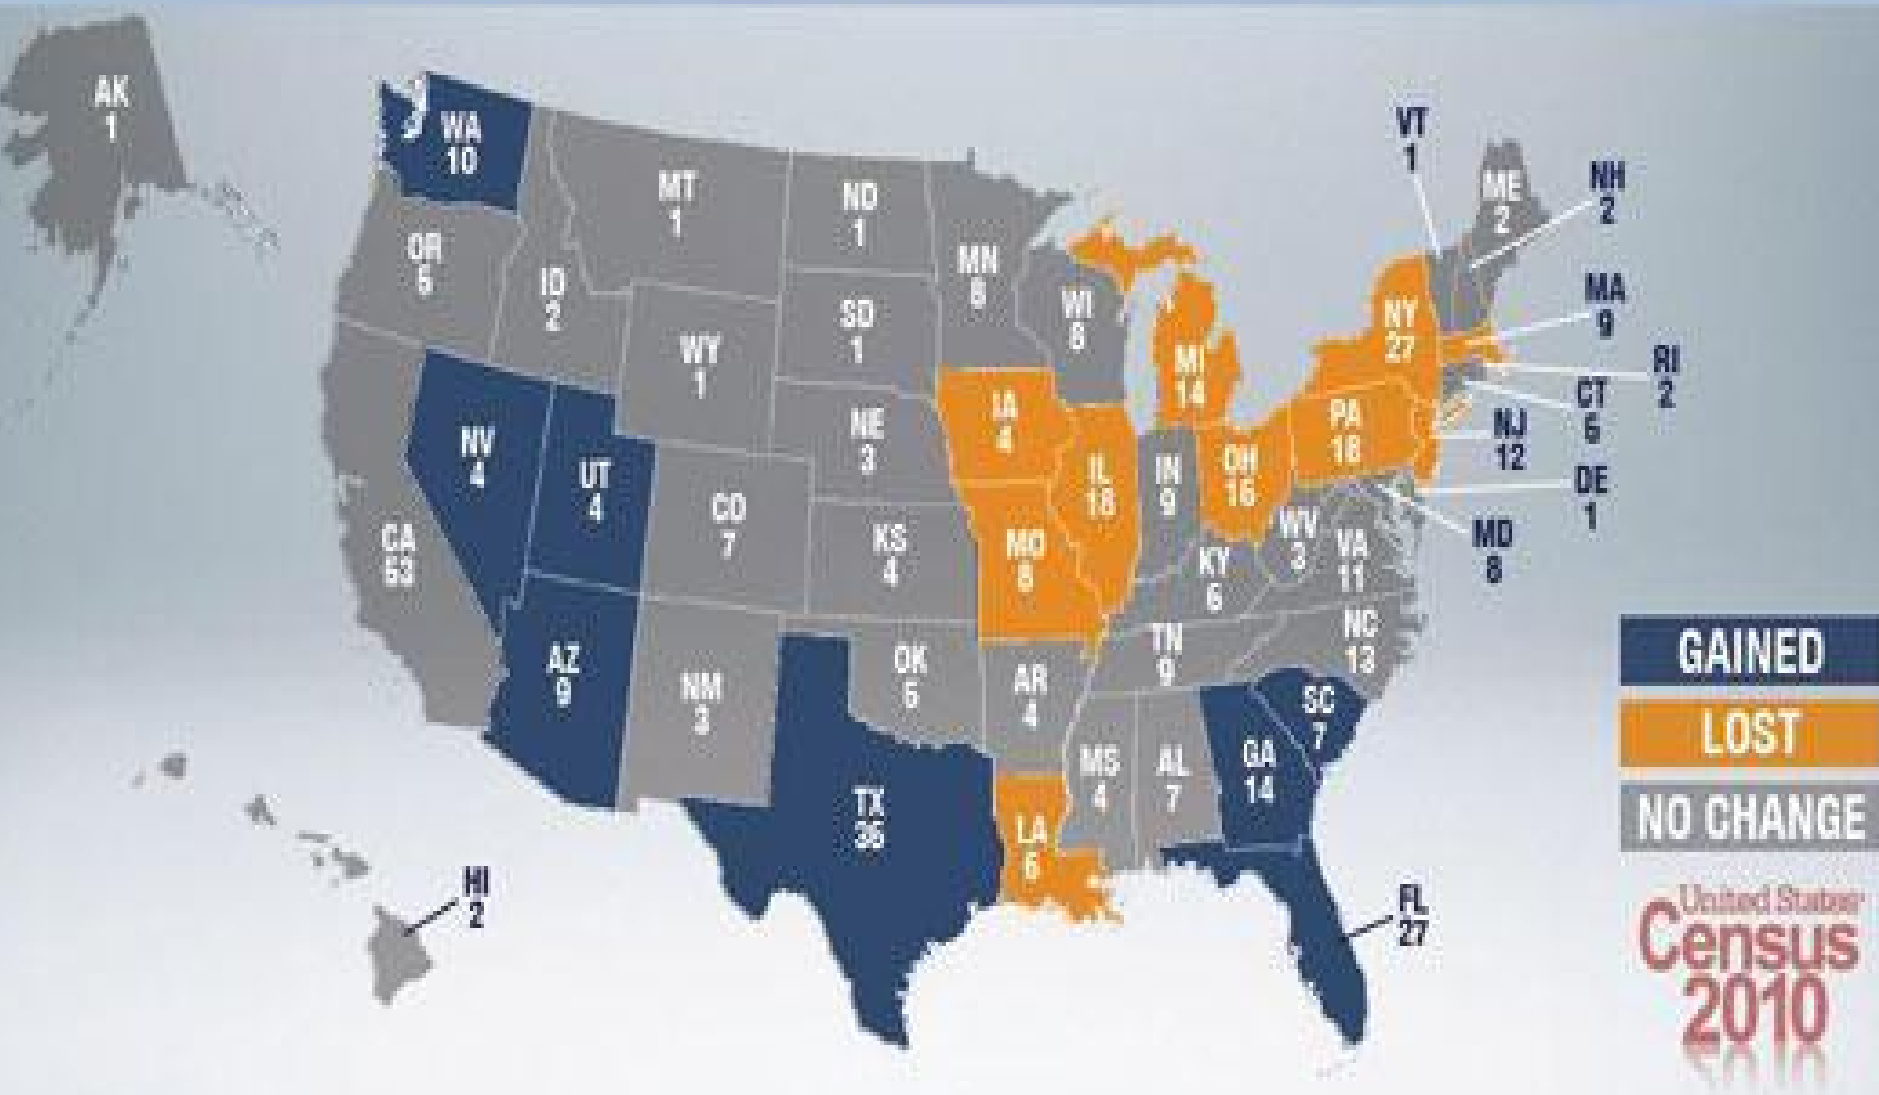 AK
1
WA
10
MT
1
ND
1
MN
8
OR
5
ID
2
WY
1
SD
1
WI
8
MI
14
NY
27
VT
1
ME
2
NH
2
MA
9
RI
2
CT
5
NJ
12
DE
1
MD
8
NV
4
UT
4
CO
7
NE
3
IA
4
IL
18
IN
9
OH
16
PA
18
CA
53
KS
4
MO
8
KY
6
WV
3
VA
11
AZ
9
NM
3
OK
5
AR
4
TN
9
NC
13
SC
7
MS
4
AL
7
GA
14
TX
36
LA
6
HI
2
FL
27
GAINED
LOST
NO CHANGE
United States
Census
2010